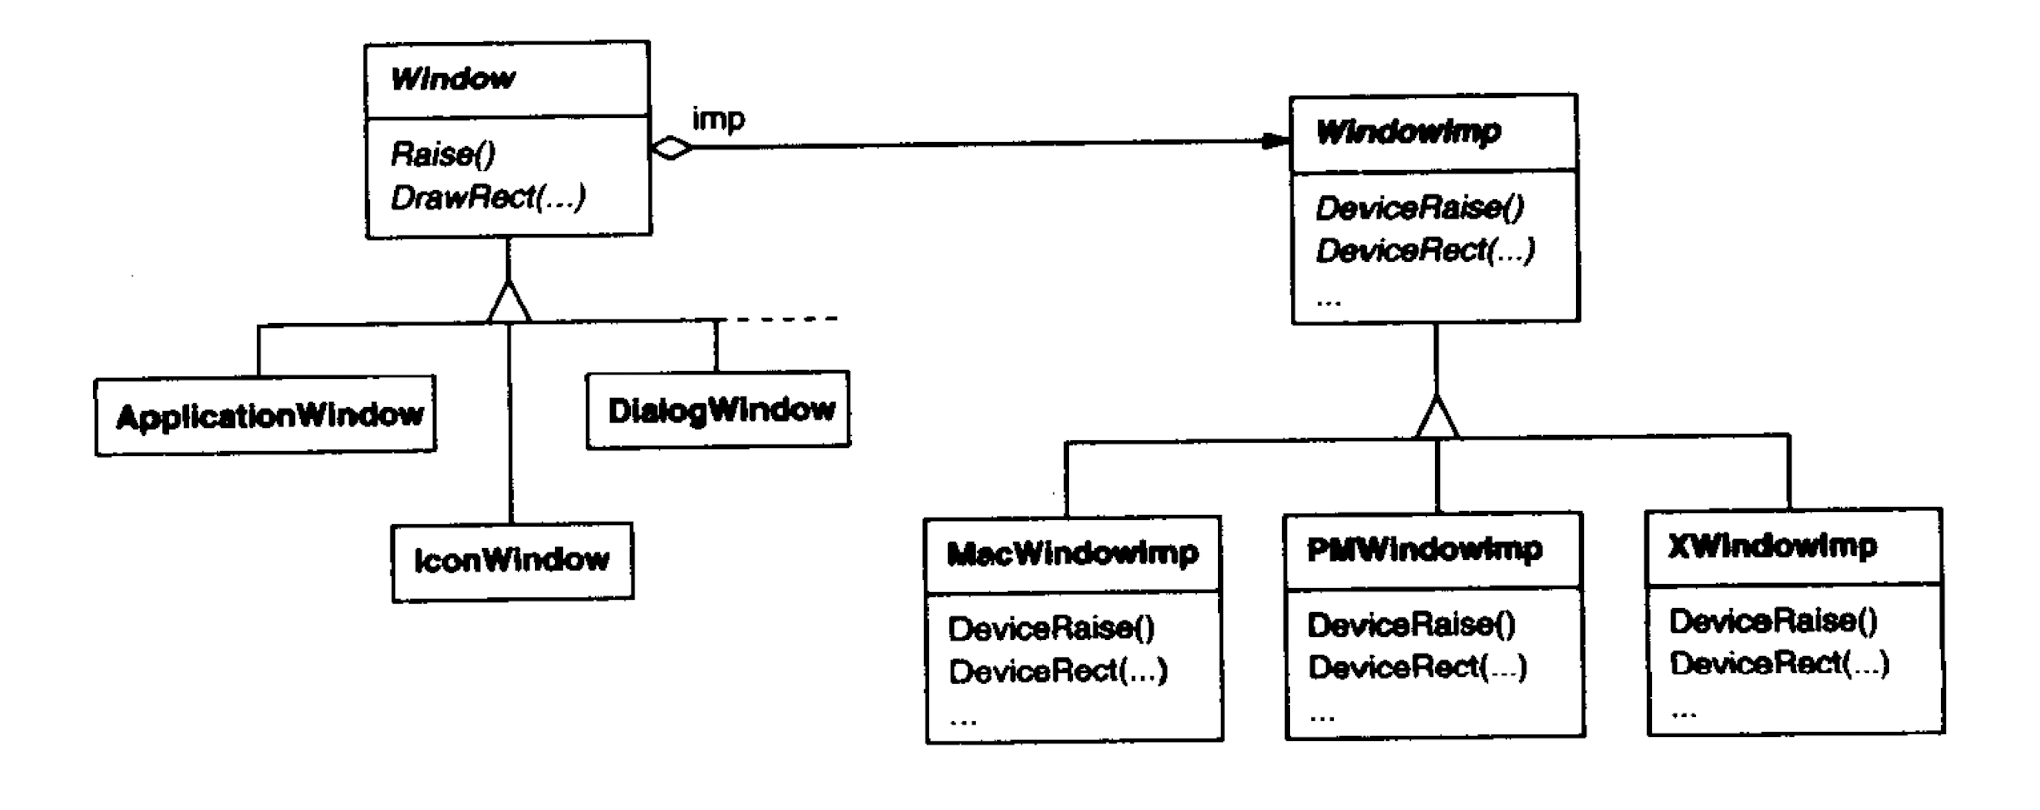 Window
Raise()
DrawRect(...)
imp
WindowImp
DeviceRaise()
DeviceRect(...)
...
ApplicationWindow
DialogWindow
IconWindow
MacWindowImp
DeviceRaise()
DeviceRect(...)
...
PMWindowImp
DeviceRaise()
DeviceRect(...)
...
XWindowImp
DeviceRaise()
DeviceRect(...)
...